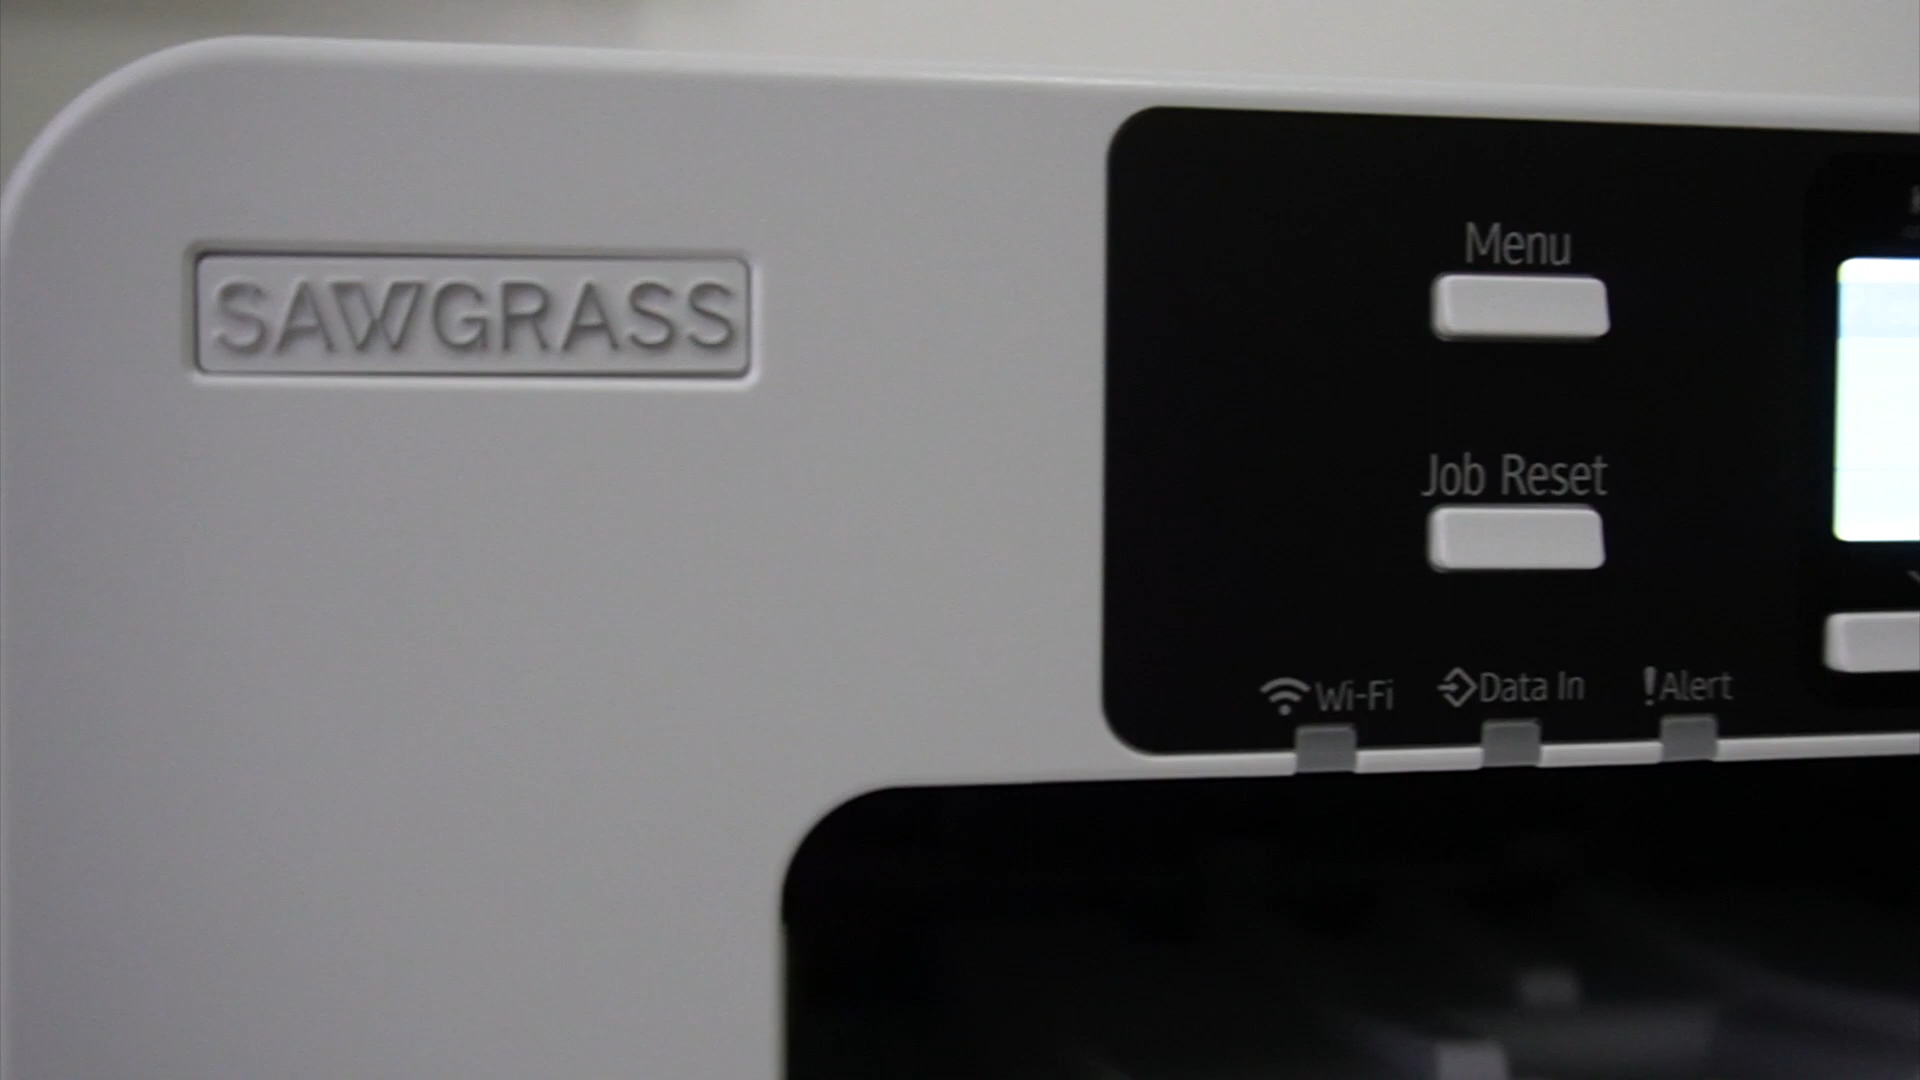 SAWGRASS
Menu
Job Reset
Wi-Fi
Data In
!Alert